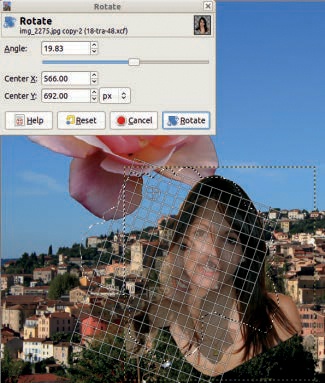 Rotate
Rotate
img_2275.jpg copy-2 (18-tra-48.xcf)
Angle: 19.83
Center X: 566.00
Center Y: 692.00 px
Help Reset Cancel Rotate